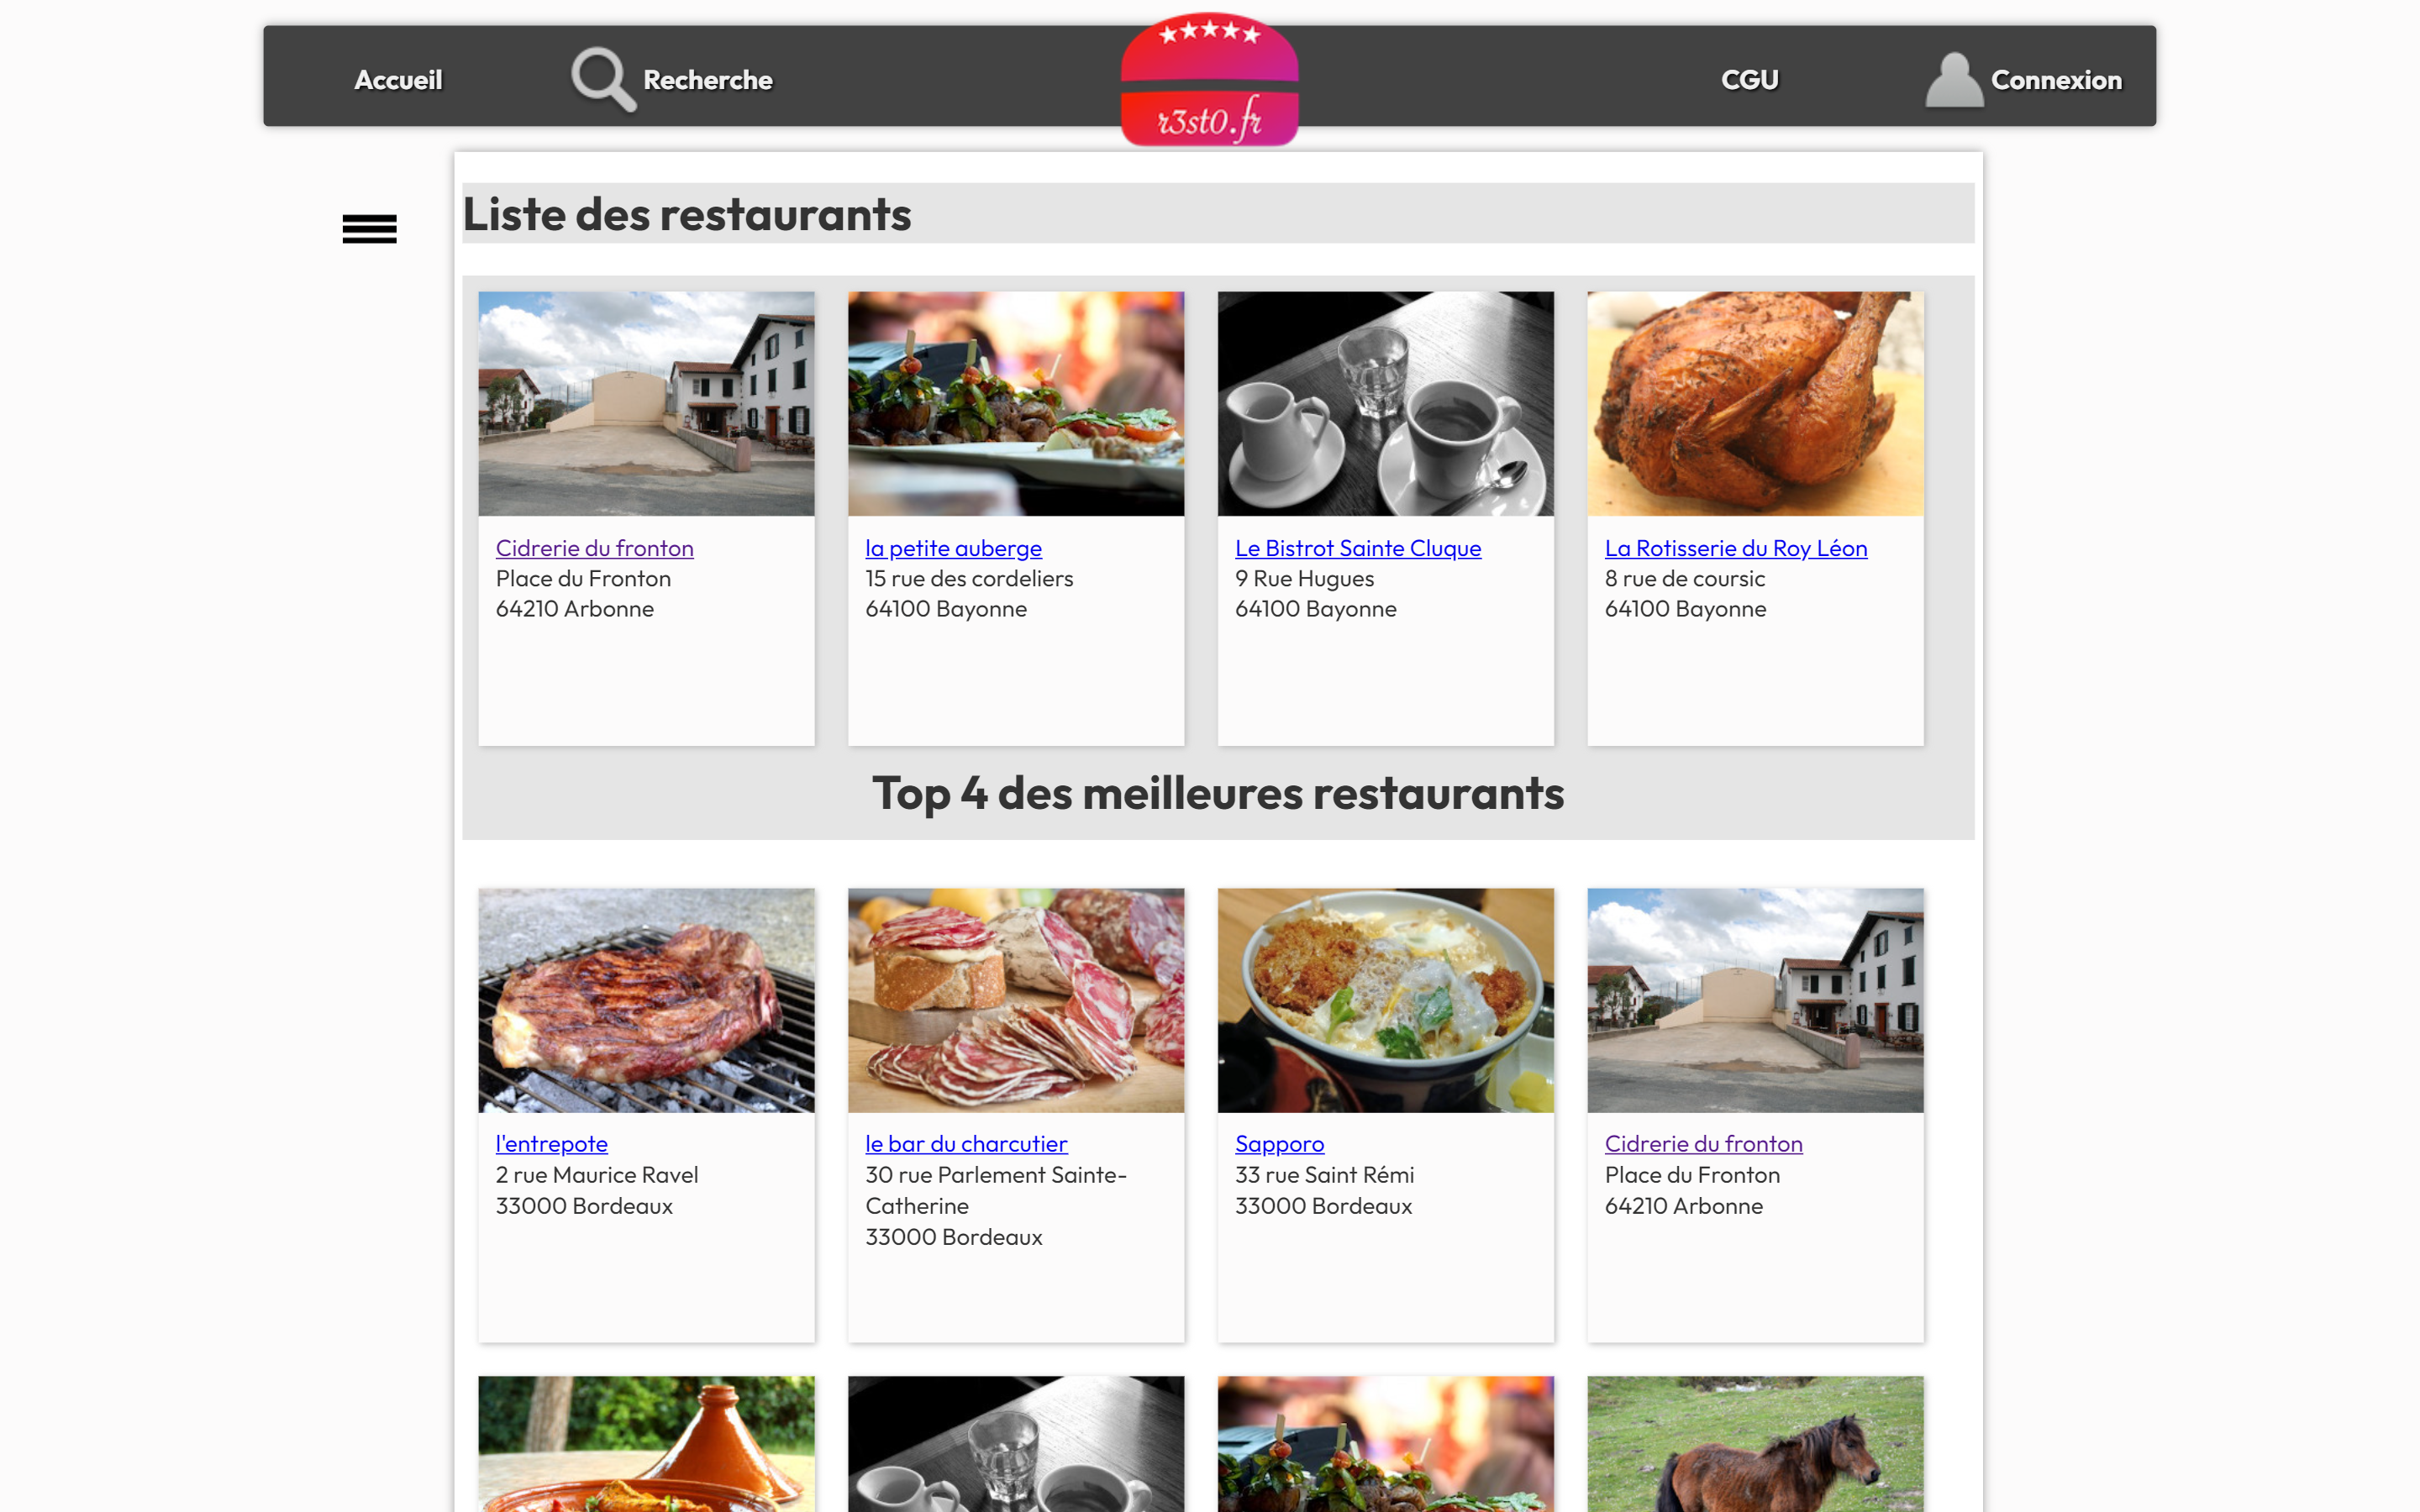 Accueil
Recherche
r3st0.fr
CGU
Connexion
Liste des restaurants
Cidrerie du fronton
Place du Fronton
64210 Arbonne
la petite auberge
15 rue des cordeliers
64100 Bayonne
Le Bistrot Sainte Cluque
9 Rue Hugues
64100 Bayonne
La Rotisserie du Roy Léon
8 rue de coursic
64100 Bayonne
Top 4 des meilleures restaurants
l'entrepote
2 rue Maurice Ravel
33000 Bordeaux
le bar du charcutier
30 rue Parlement Sainte-
Catherine
33000 Bordeaux
Sapporo
33 rue Saint Rémi
33000 Bordeaux
Cidrerie du fronton
Place du Fronton
64210 Arbonne